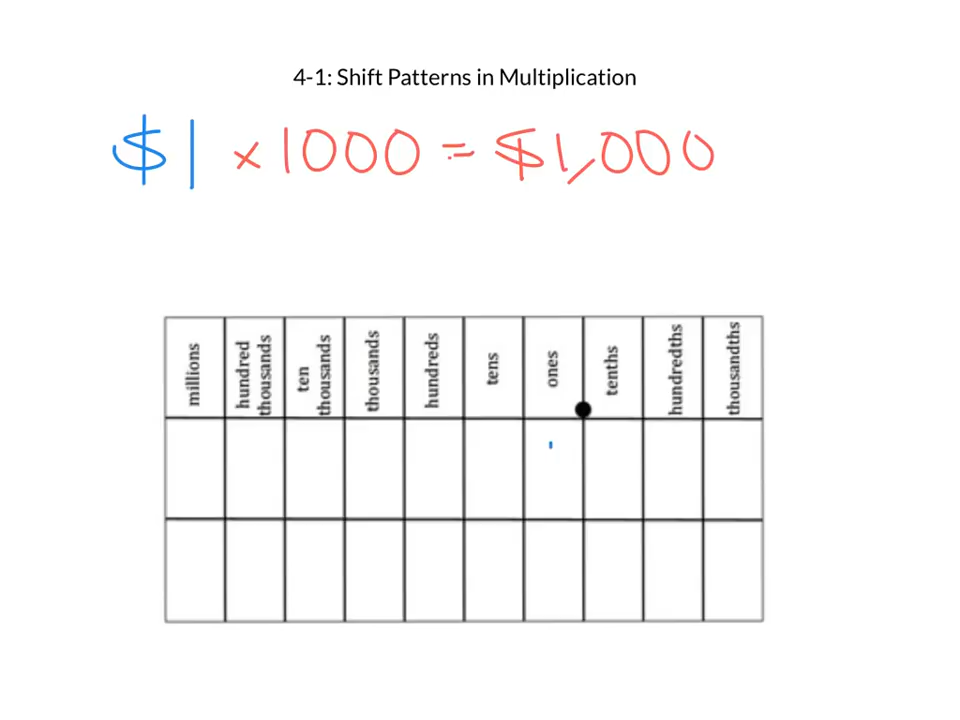 4-1: Shift Patterns in Multiplication
$1 × 1000 = $1,000
millions
hundred thousands
ten thousands
thousands
hundreds
tens
ones
tenths
hundredths
thousandths